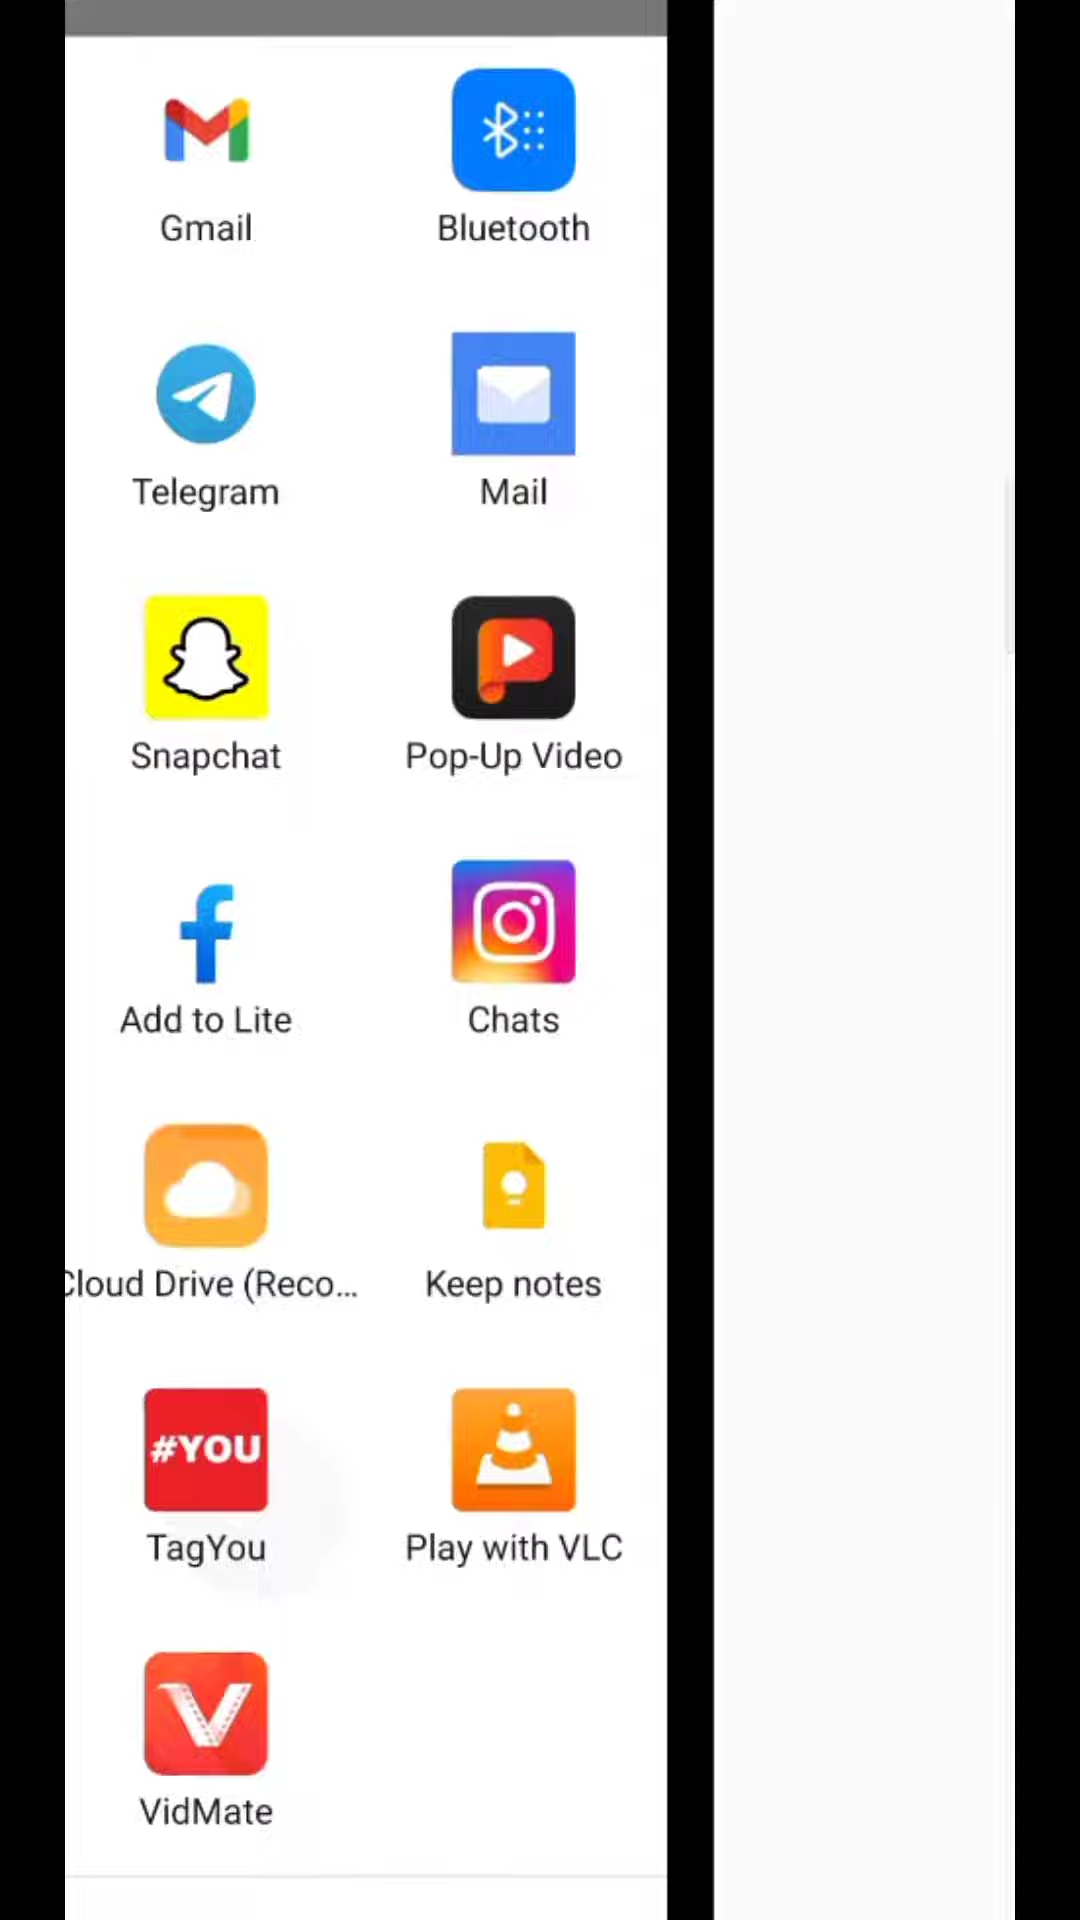 Gmail
Bluetooth
Telegram
Mail
Snapchat
Pop-Up Video
Add to Lite
Chats
Cloud Drive (Reco...
Keep notes
#YOU
TagYou
Play with VLC
VidMate